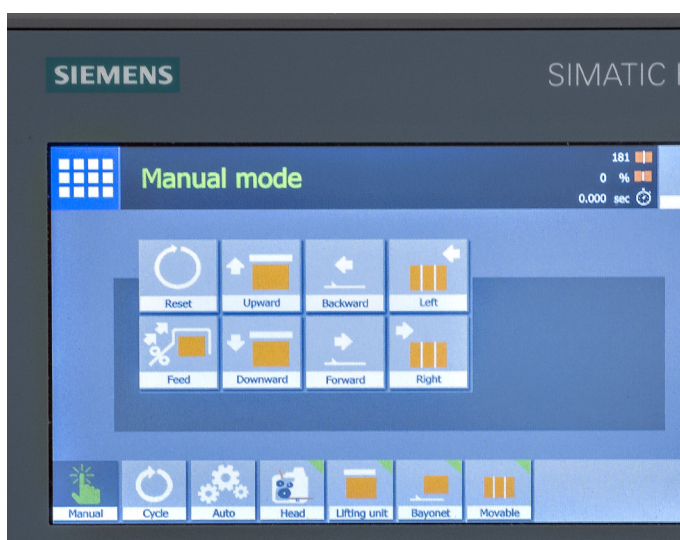 SIEMENS
SIMATIC
Manual mode
181
0 %
0.000 sec
Reset Upward Backward Left
Feed Downward Forward Right
Manual Cycle Auto Head Lifting unit Bayonet Movable